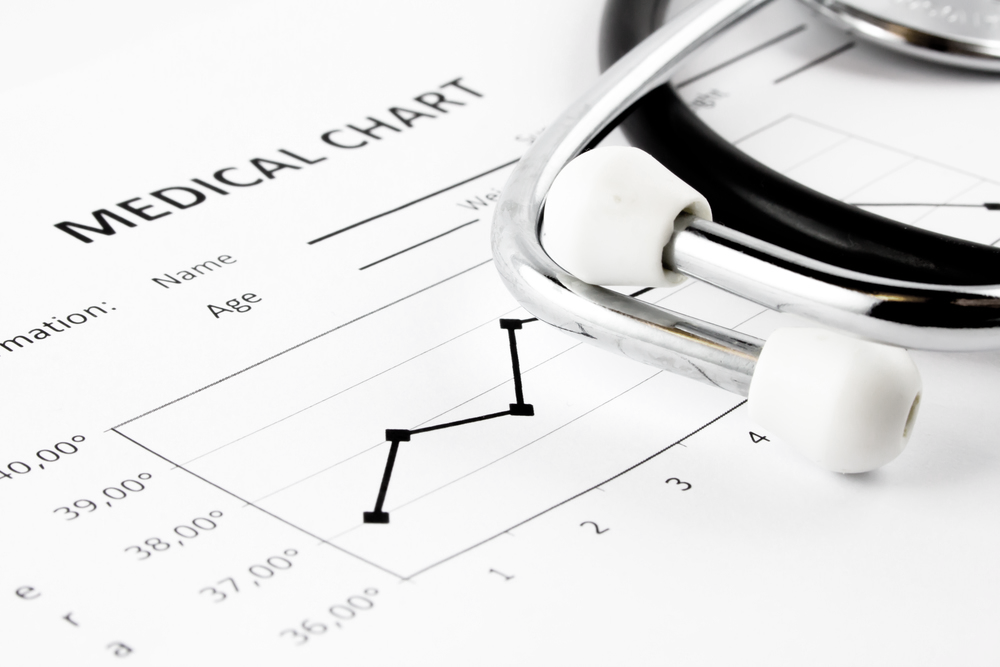 MEDICAL CHART
rmation: Name
Age Wei
40,00°
39,00°
38,00°
37,00°
36,00°
1 2 3 4
e
r
a